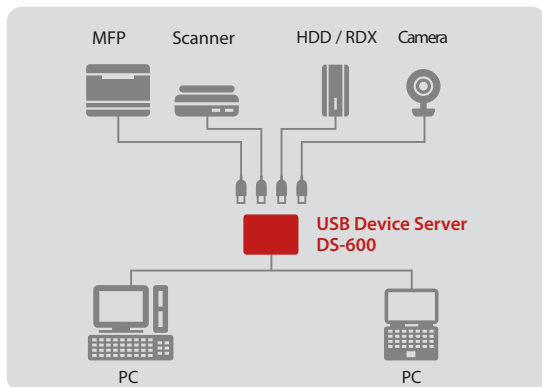 MFP
Scanner
HDD / RDX
Camera
USB Device Server
DS-600
PC
PC